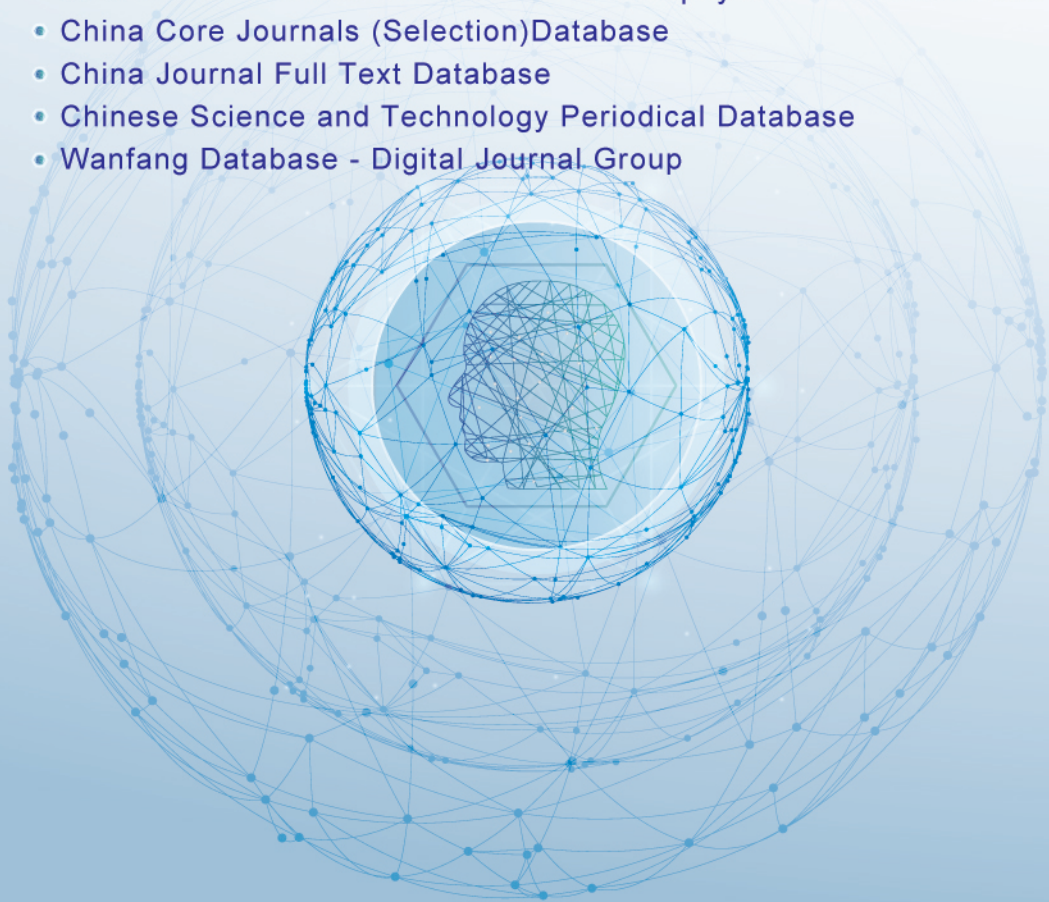 • China Core Journals (Selection)Database
• China Journal Full Text Database
• Chinese Science and Technology Periodical Database
• Wanfang Database - Digital Journal Group